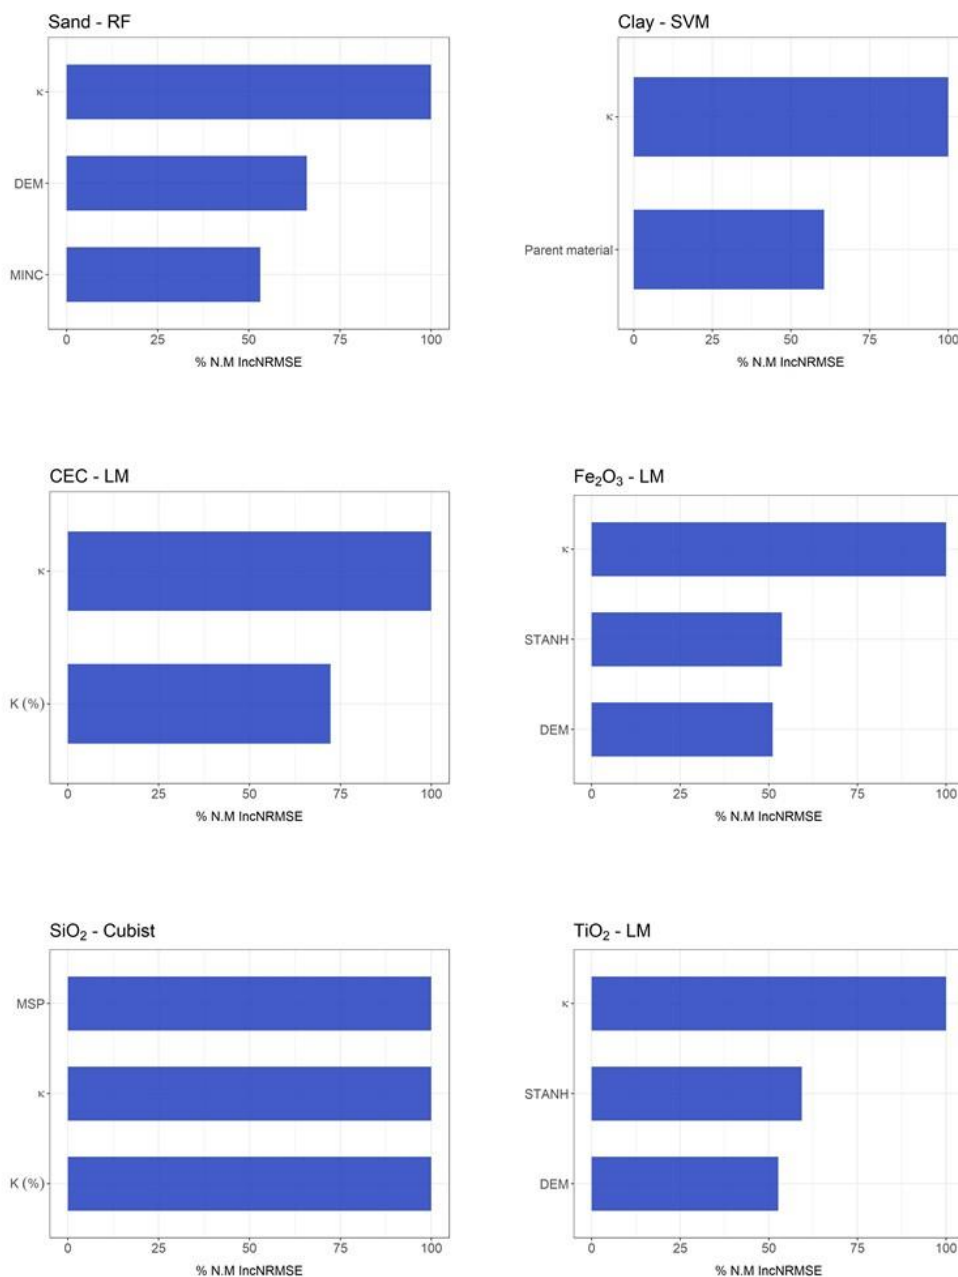 Sand - RF
κ
DEM
MINC
0 25 50 75 100
% N.M IncNRMSE
Clay - SVM
κ
Parent material
0 25 50 75 100
% N.M IncNRMSE
CEC - LM
κ
K (%)
0 25 50 75 100
% N.M IncNRMSE
Fe₂O₃ - LM
κ
STANH
DEM
0 25 50 75 100
% N.M IncNRMSE
SiO₂ - Cubist
MSP
κ
K (%)
0 25 50 75 100
% N.M IncNRMSE
TiO₂ - LM
κ
STANH
DEM
0 25 50 75 100
% N.M IncNRMSE